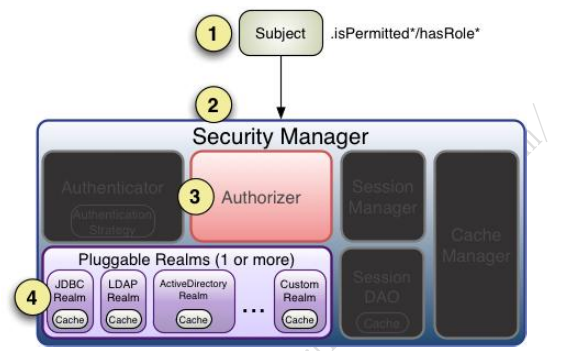 1
Subject
.isPermitted*/hasRole*
2
Security Manager
Authenticator
Authentication
Strategy
3
Authorizer
Session
Manager
Cache
Manager
Pluggable Realms (1 or more)
4
JDBC
Realm
Cache
LDAP
Realm
Cache
ActiveDirectory
Realm
Cache
...
Custom
Realm
Cache
Session
DAO
Cache